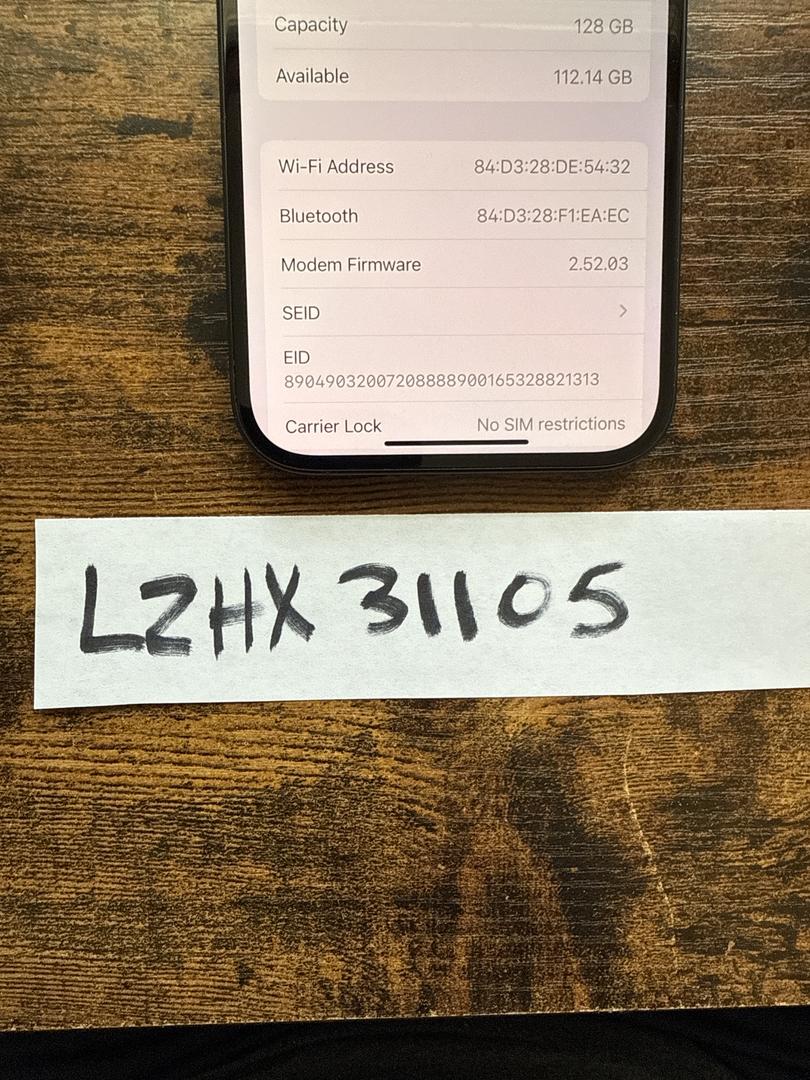 Capacity 128 GB
Available 112.14 GB
Wi-Fi Address 84:D3:28:DE:54:32
Bluetooth 84:D3:28:F1:EA:EC
Modem Firmware 2.52.03
SEID
EID
89049032007208888900165328821313
Carrier Lock No SIM restrictions
LZHX 31105